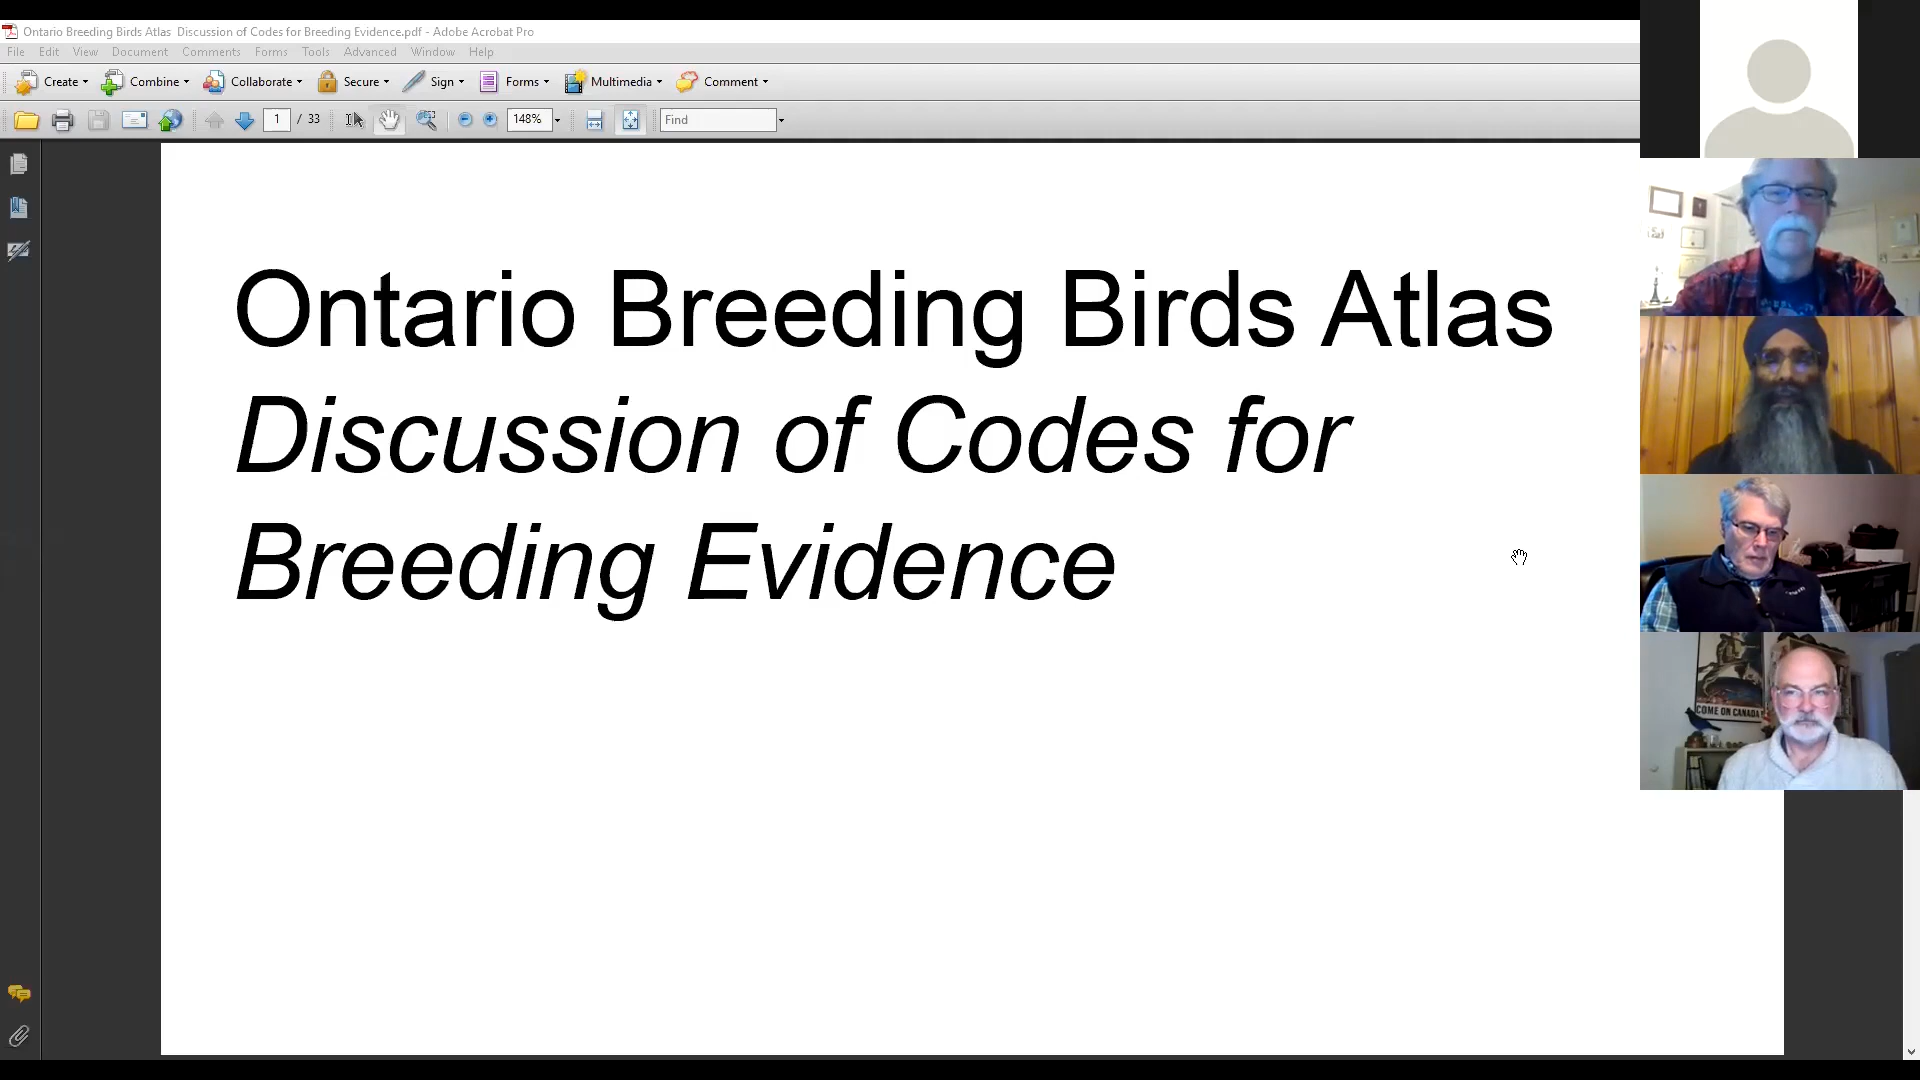 Ontario Breeding Birds Atlas  Discussion of Codes for Breeding Evidence.pdf - Adobe Acrobat Pro
File Edit View Document Comments Forms Tools Advanced Window Help
Create Combine Collaborate Secure Sign Forms Multimedia Comment
1 / 33 148% Find
Ontario Breeding Birds Atlas
Discussion of Codes for
Breeding Evidence
COME ON CANADA